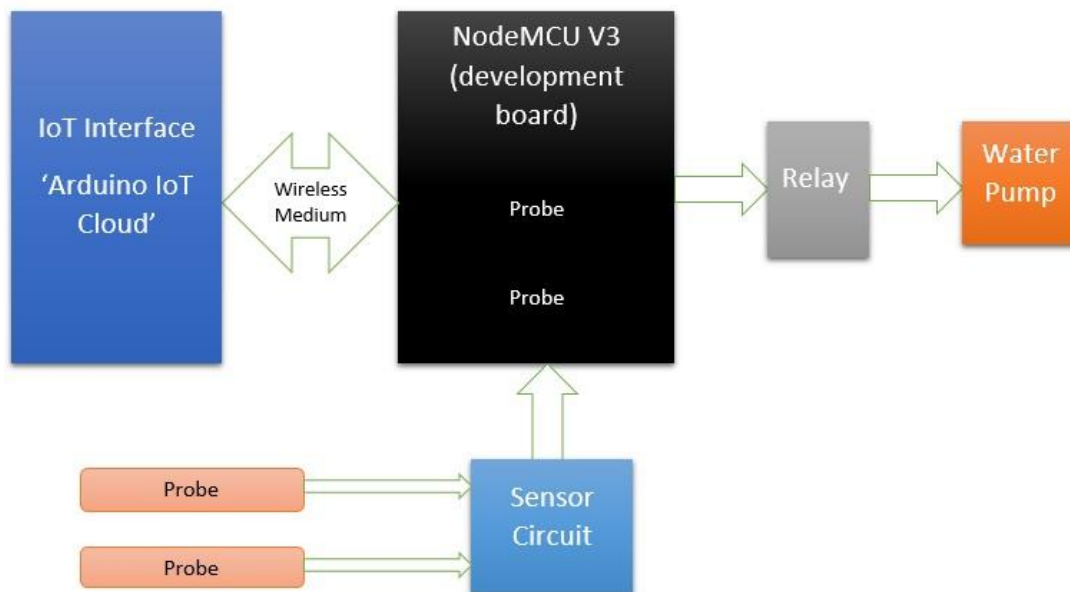 IoT Interface
‘Arduino IoT
Cloud’
Wireless
Medium
NodeMCU V3
(development
board)
Probe
Probe
Relay
Water
Pump
Probe
Probe
Sensor
Circuit